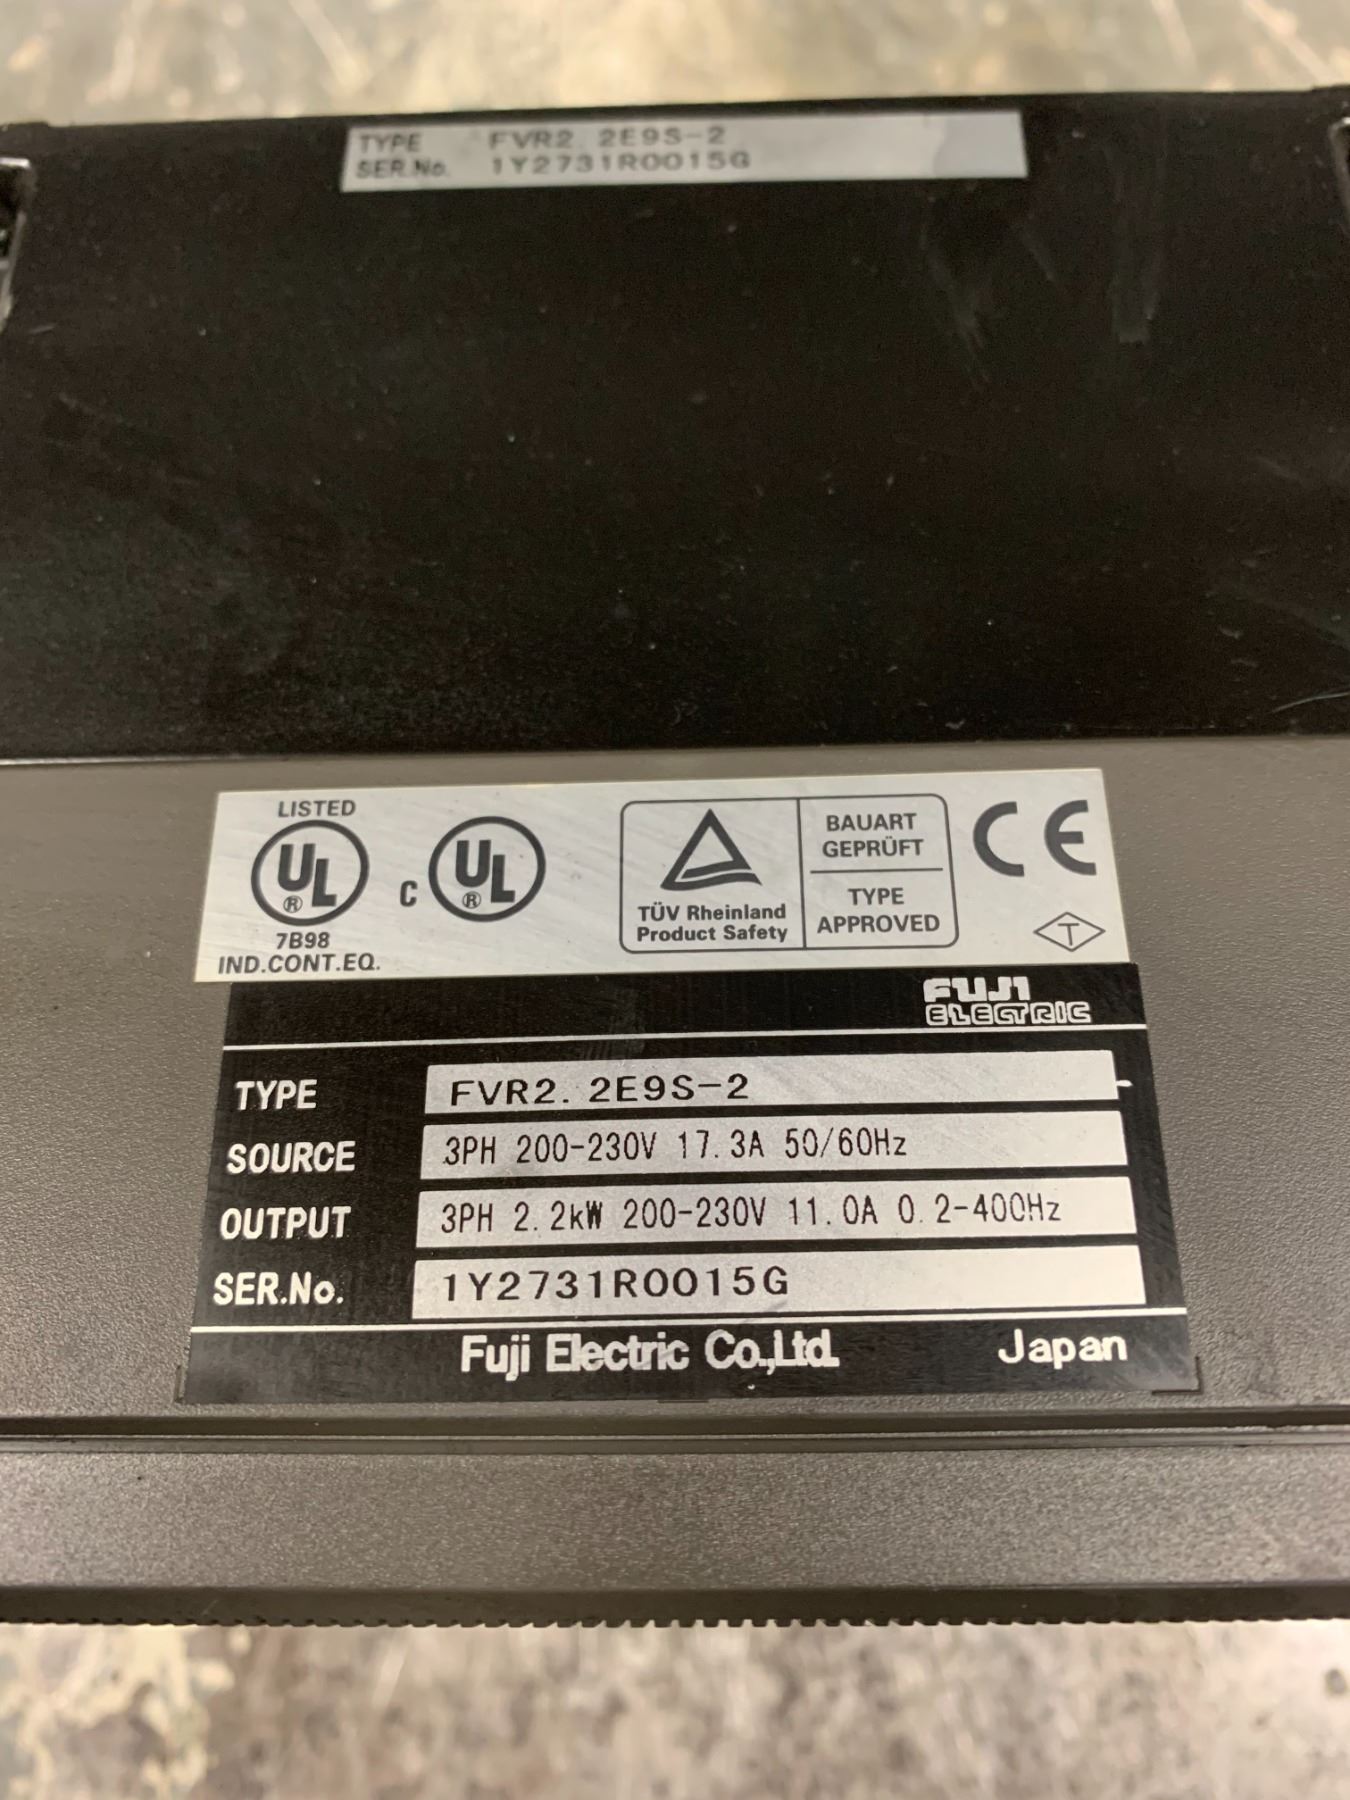 TYPE FVR2.2E9S-2
SER.No. 1Y2731R0015G
LISTED
UL
®
C UL
®
7B98
IND.CONT.EQ.
TÜV Rheinland
Product Safety
BAUART
GEPRÜFT
TYPE
APPROVED
CE
T
FUJI
ELECTRIC
TYPE FVR2.2E9S-2
SOURCE 3PH 200-230V 17.3A 50/60Hz
OUTPUT 3PH 2.2kW 200-230V 11.0A 0.2-400Hz
SER.No. 1Y2731R0015G
Fuji Electric Co.,Ltd. Japan